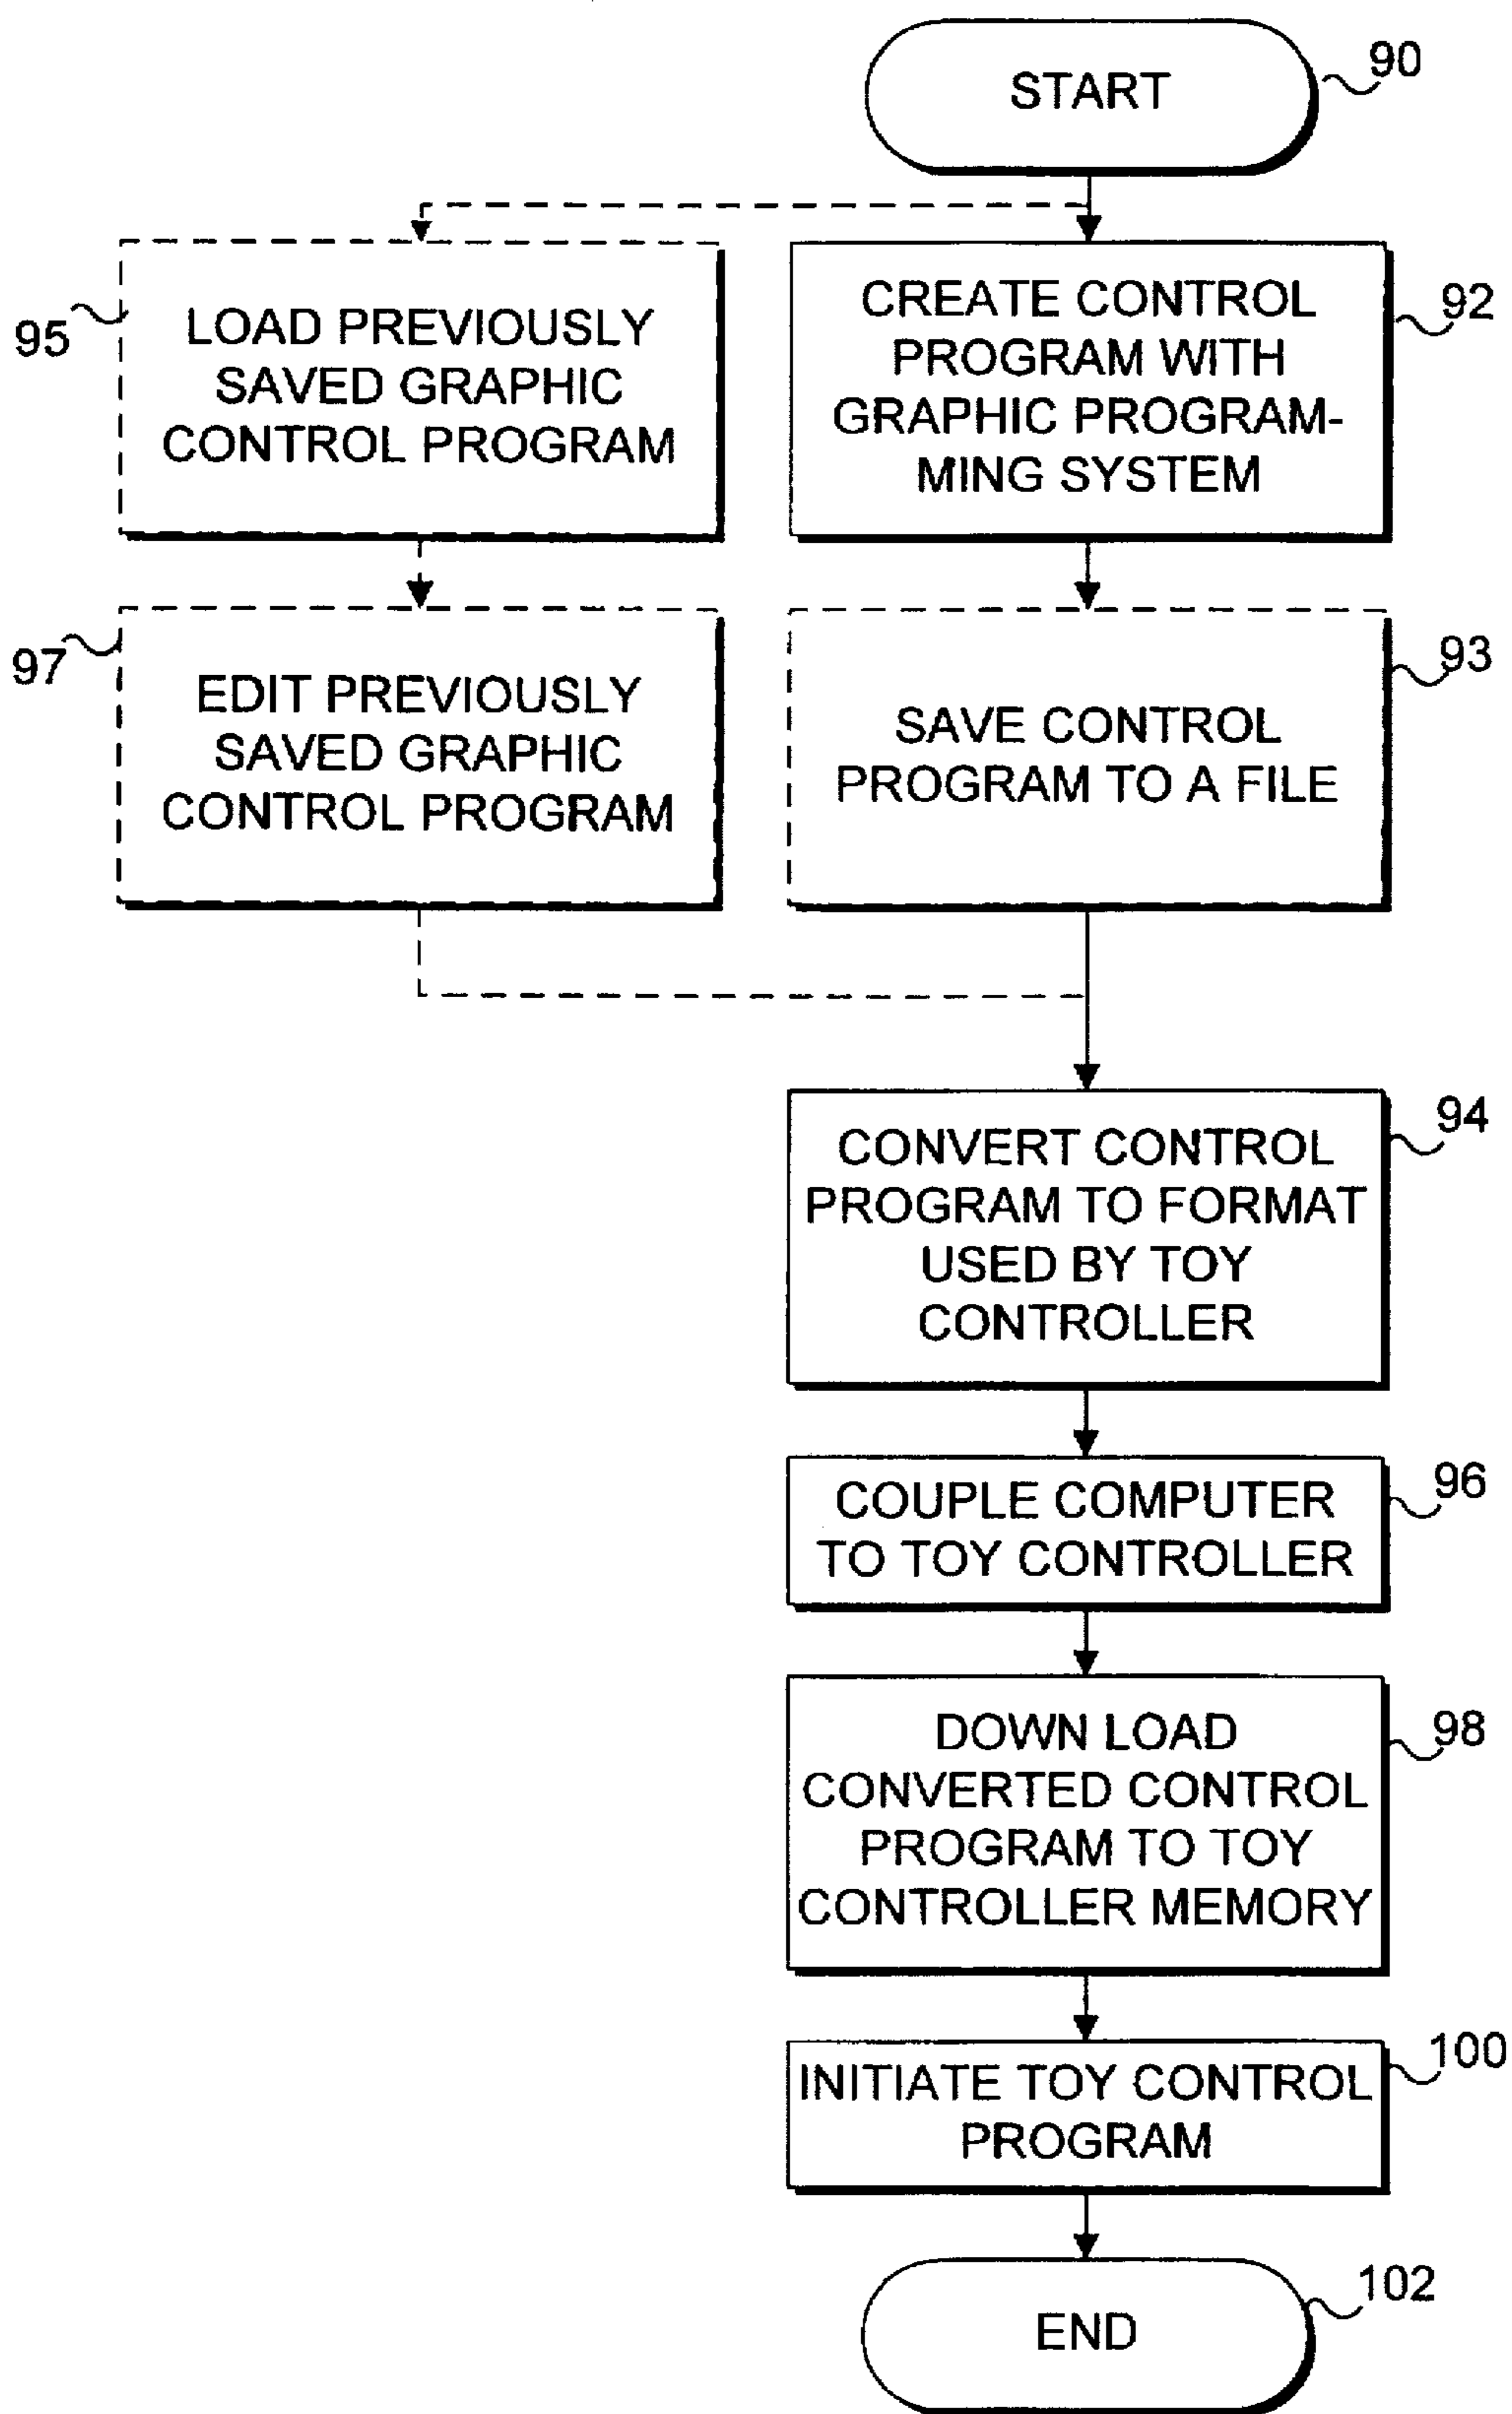 START
90
LOAD PREVIOUSLY
SAVED GRAPHIC
CONTROL PROGRAM
95
CREATE CONTROL
PROGRAM WITH
GRAPHIC PROGRAM-
MING SYSTEM
92
EDIT PREVIOUSLY
SAVED GRAPHIC
CONTROL PROGRAM
97
SAVE CONTROL
PROGRAM TO A FILE
93
CONVERT CONTROL
PROGRAM TO FORMAT
USED BY TOY
CONTROLLER
94
COUPLE COMPUTER
TO TOY CONTROLLER
96
DOWN LOAD
CONVERTED CONTROL
PROGRAM TO TOY
CONTROLLER MEMORY
98
INITIATE TOY CONTROL
PROGRAM
100
END
102